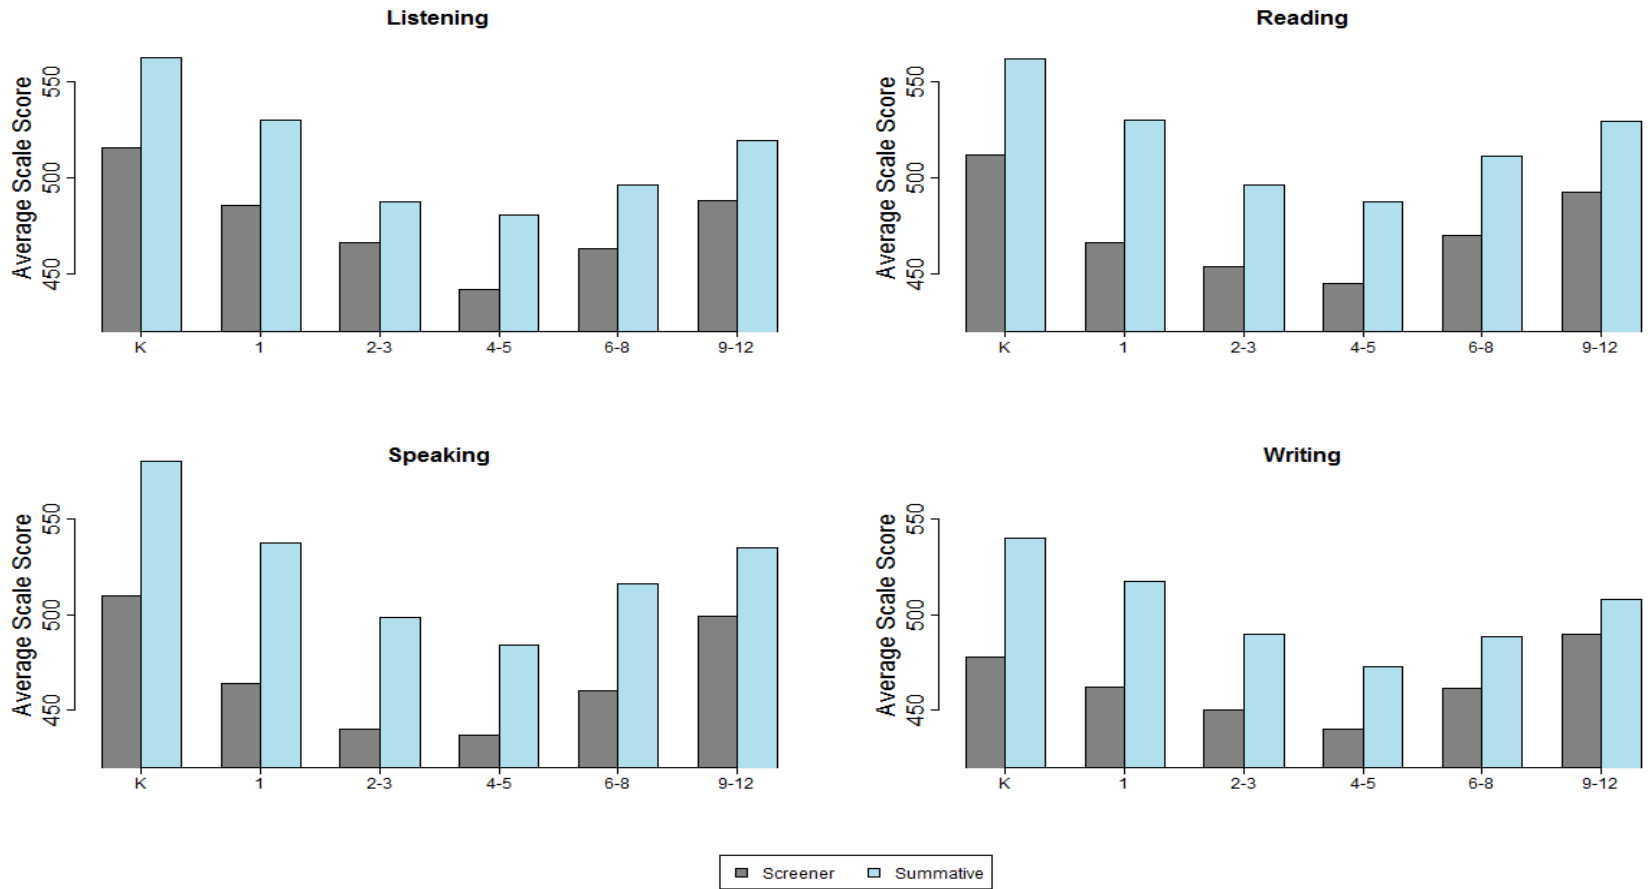 Listening
Average Scale Score
550
500
450
K 1 2-3 4-5 6-8 9-12
Reading
Average Scale Score
550
500
450
K 1 2-3 4-5 6-8 9-12
Speaking
Average Scale Score
550
500
450
K 1 2-3 4-5 6-8 9-12
Writing
Average Scale Score
550
500
450
K 1 2-3 4-5 6-8 9-12
Screener Summative